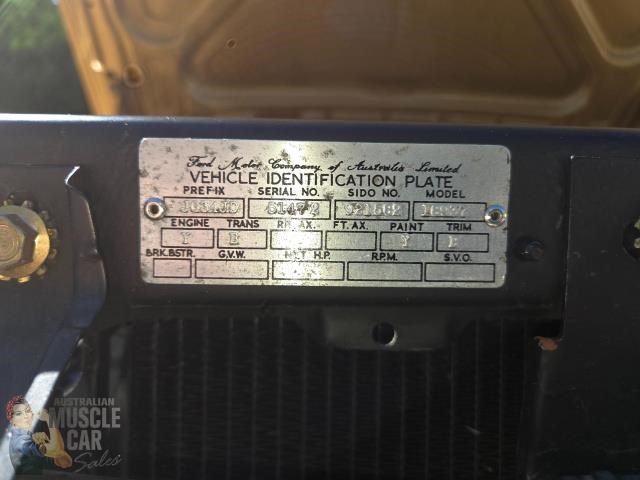 Ford Motor Company of Australia Limited
VEHICLE IDENTIFICATION PLATE
PREFIX SERIAL NO. SIDO NO. MODEL
ENGINE TRANS RR. AX. FT. AX. PAINT TRIM
Y B Y B
BRK.BSTR. G.V.W. NET H.P. R.P.M. S.V.O.
AUSTRALIAN
MUSCLE
CAR
Sales